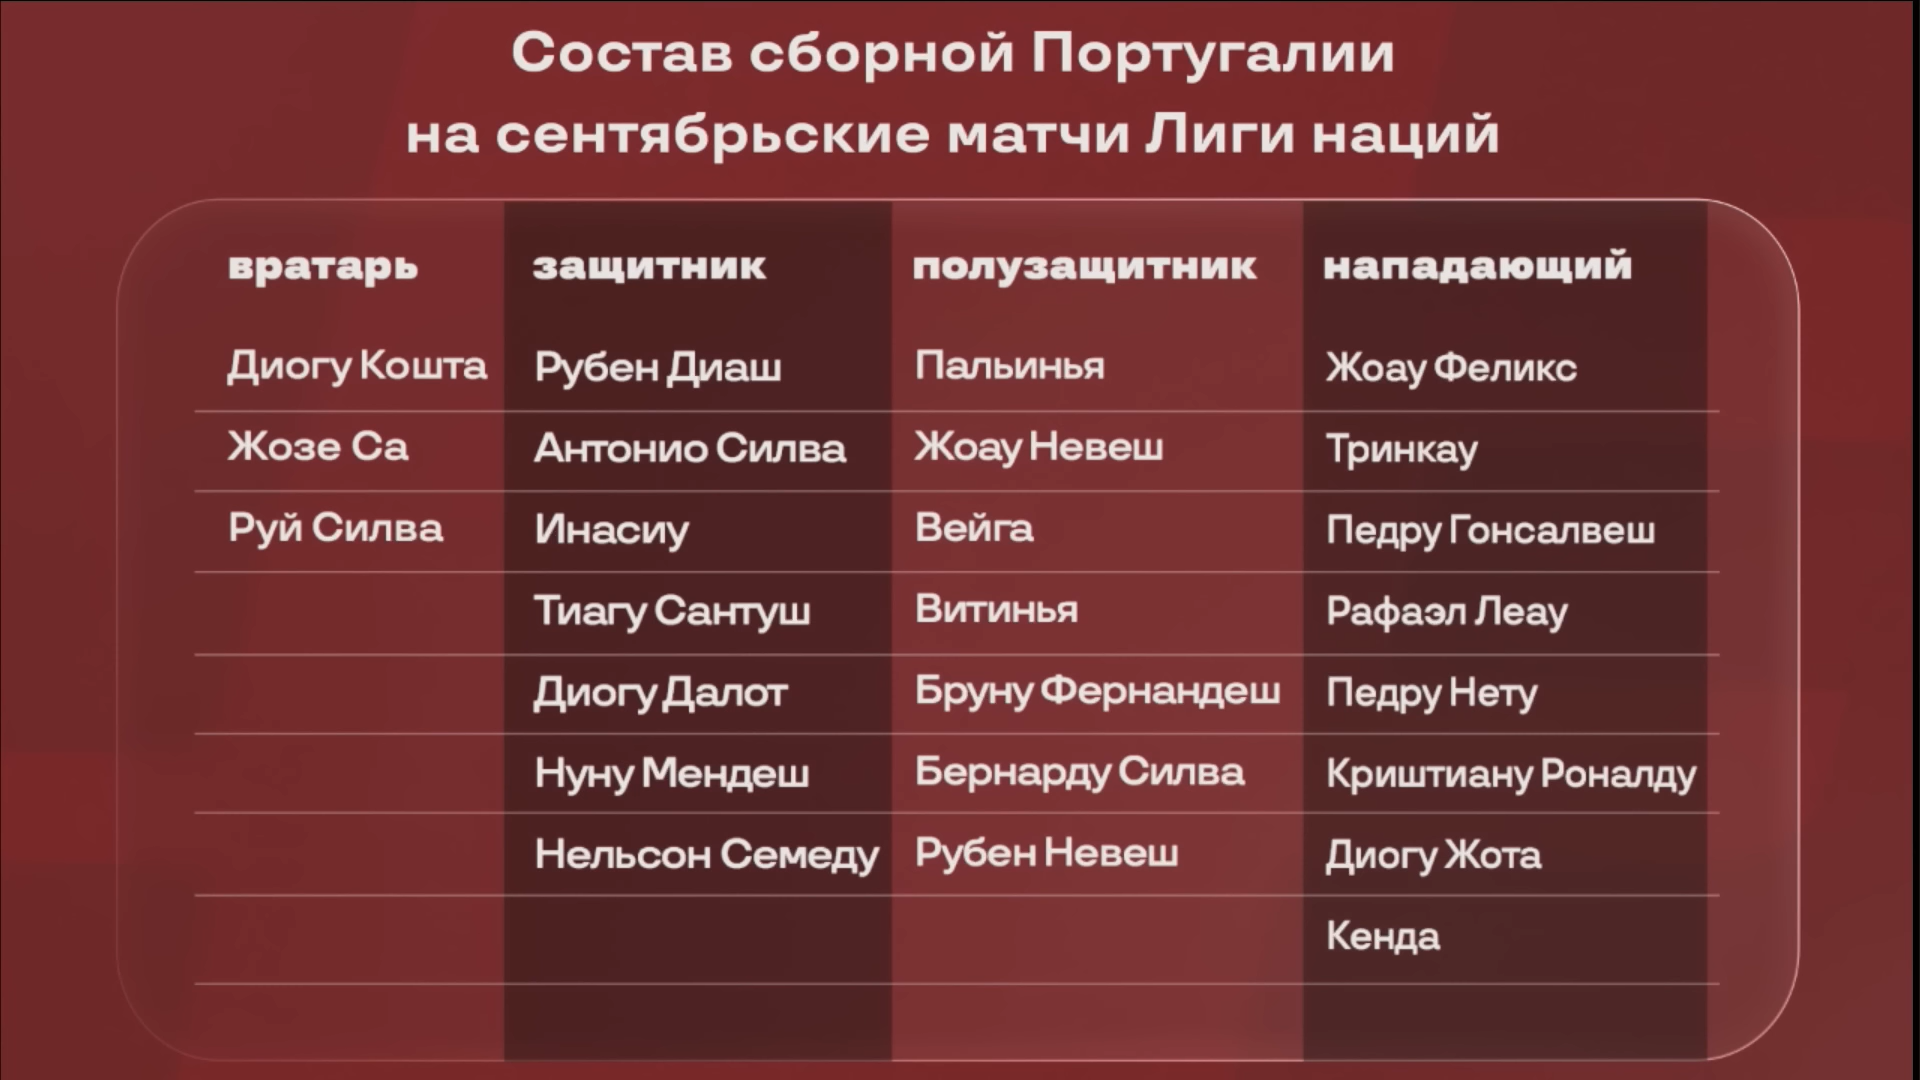 Состав сборной Португалии
на сентябрьские матчи Лиги наций
вратарь защитник полузащитник нападающий
Диогу Кошта Рубен Диаш Пальинья Жоау Феликс
Жозе Са Антонио Силва Жоау Невеш Тринкау
Руй Силва Инасиу Вейга Педру Гонсалвеш
Тиагу Сантуш Витинья Рафаэл Леау
Диогу Далот Бруну Фернандеш Педру Нету
Нуну Мендеш Бернарду Силва Криштиану Роналду
Нельсон Семеду Рубен Невеш Диогу Жота
Кенда